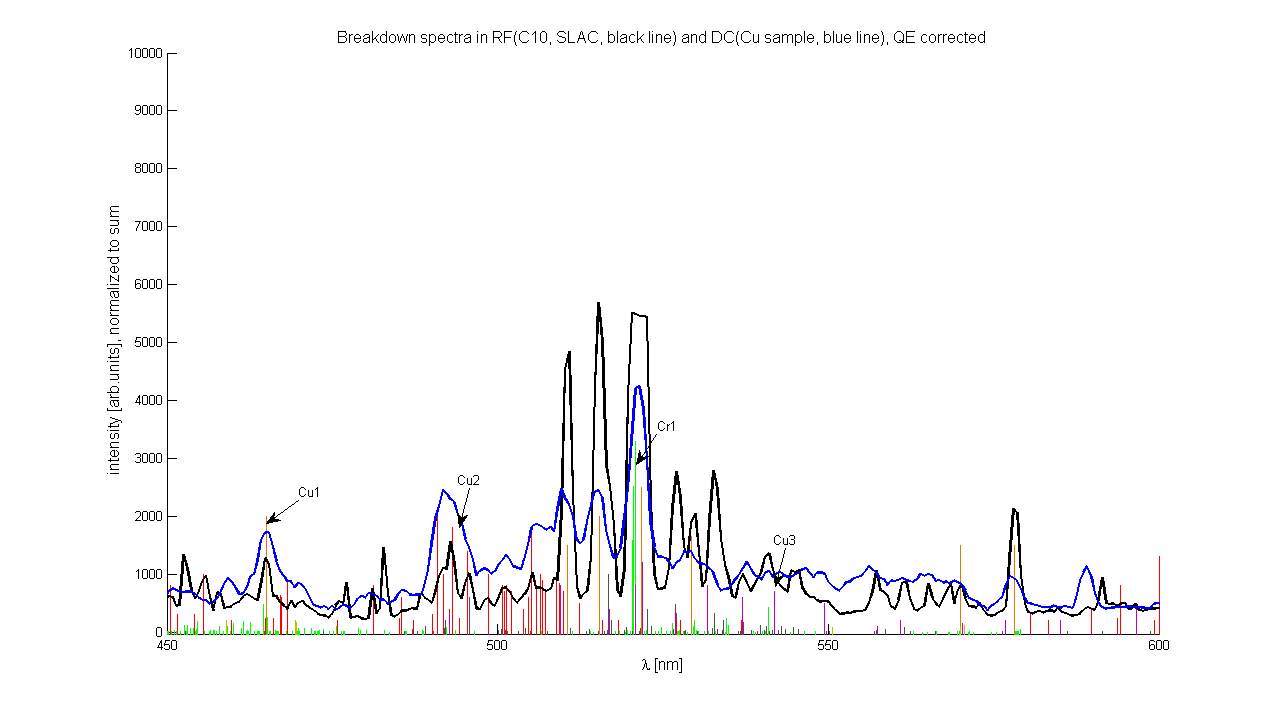 Breakdown spectra in RF(C10, SLAC, black line) and DC(Cu sample, blue line), QE corrected
10000
9000
8000
7000
6000
5000
4000
3000
2000
1000
0
intensity [arb.units], normalized to sum
Cu1
Cu2
Cr1
Cu3
450
500
550
600
λ [nm]